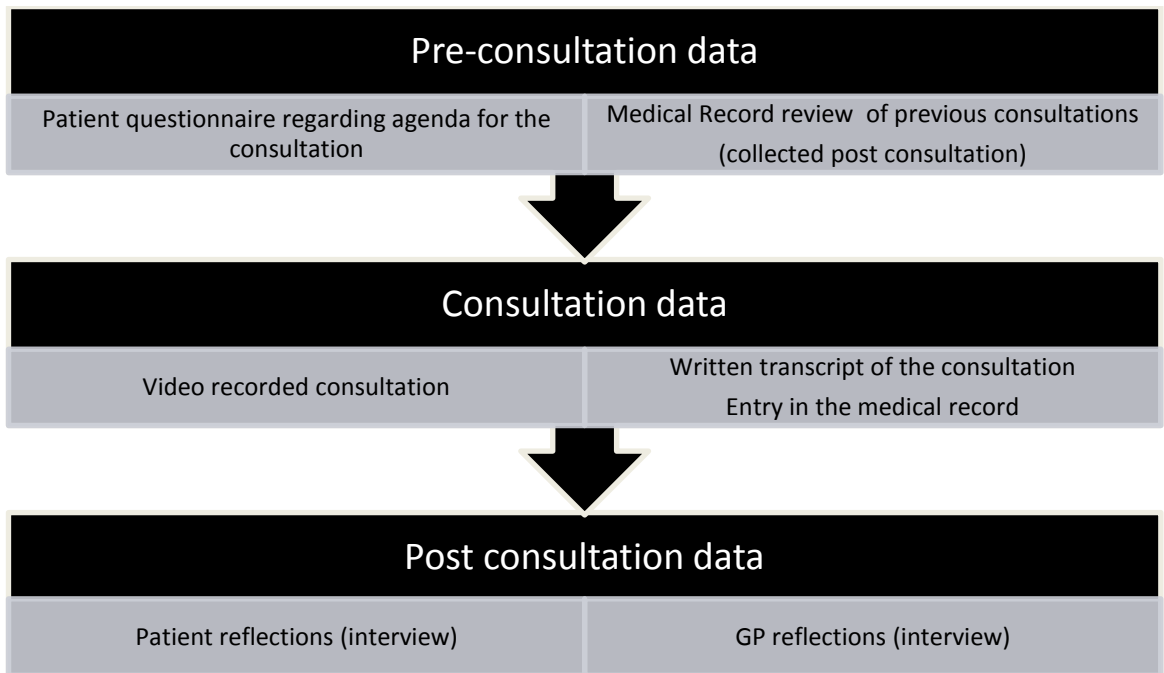 Pre-consultation data
Patient questionnaire regarding agenda for the
consultation
Medical Record review of previous consultations
(collected post consultation)
Consultation data
Video recorded consultation
Written transcript of the consultation
Entry in the medical record
Post consultation data
Patient reflections (interview)
GP reflections (interview)